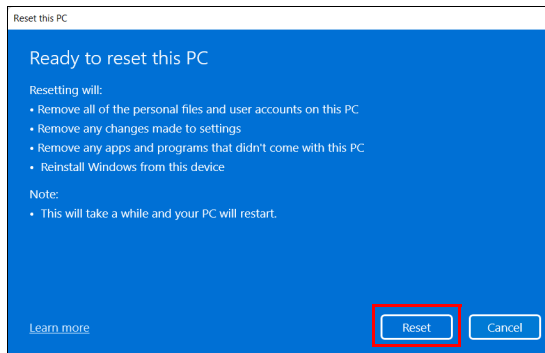 Reset this PC
Ready to reset this PC
Resetting will:
• Remove all of the personal files and user accounts on this PC
• Remove any changes made to settings
• Remove any apps and programs that didn't come with this PC
• Reinstall Windows from this device
Note:
• This will take a while and your PC will restart.
Learn more
Reset
Cancel